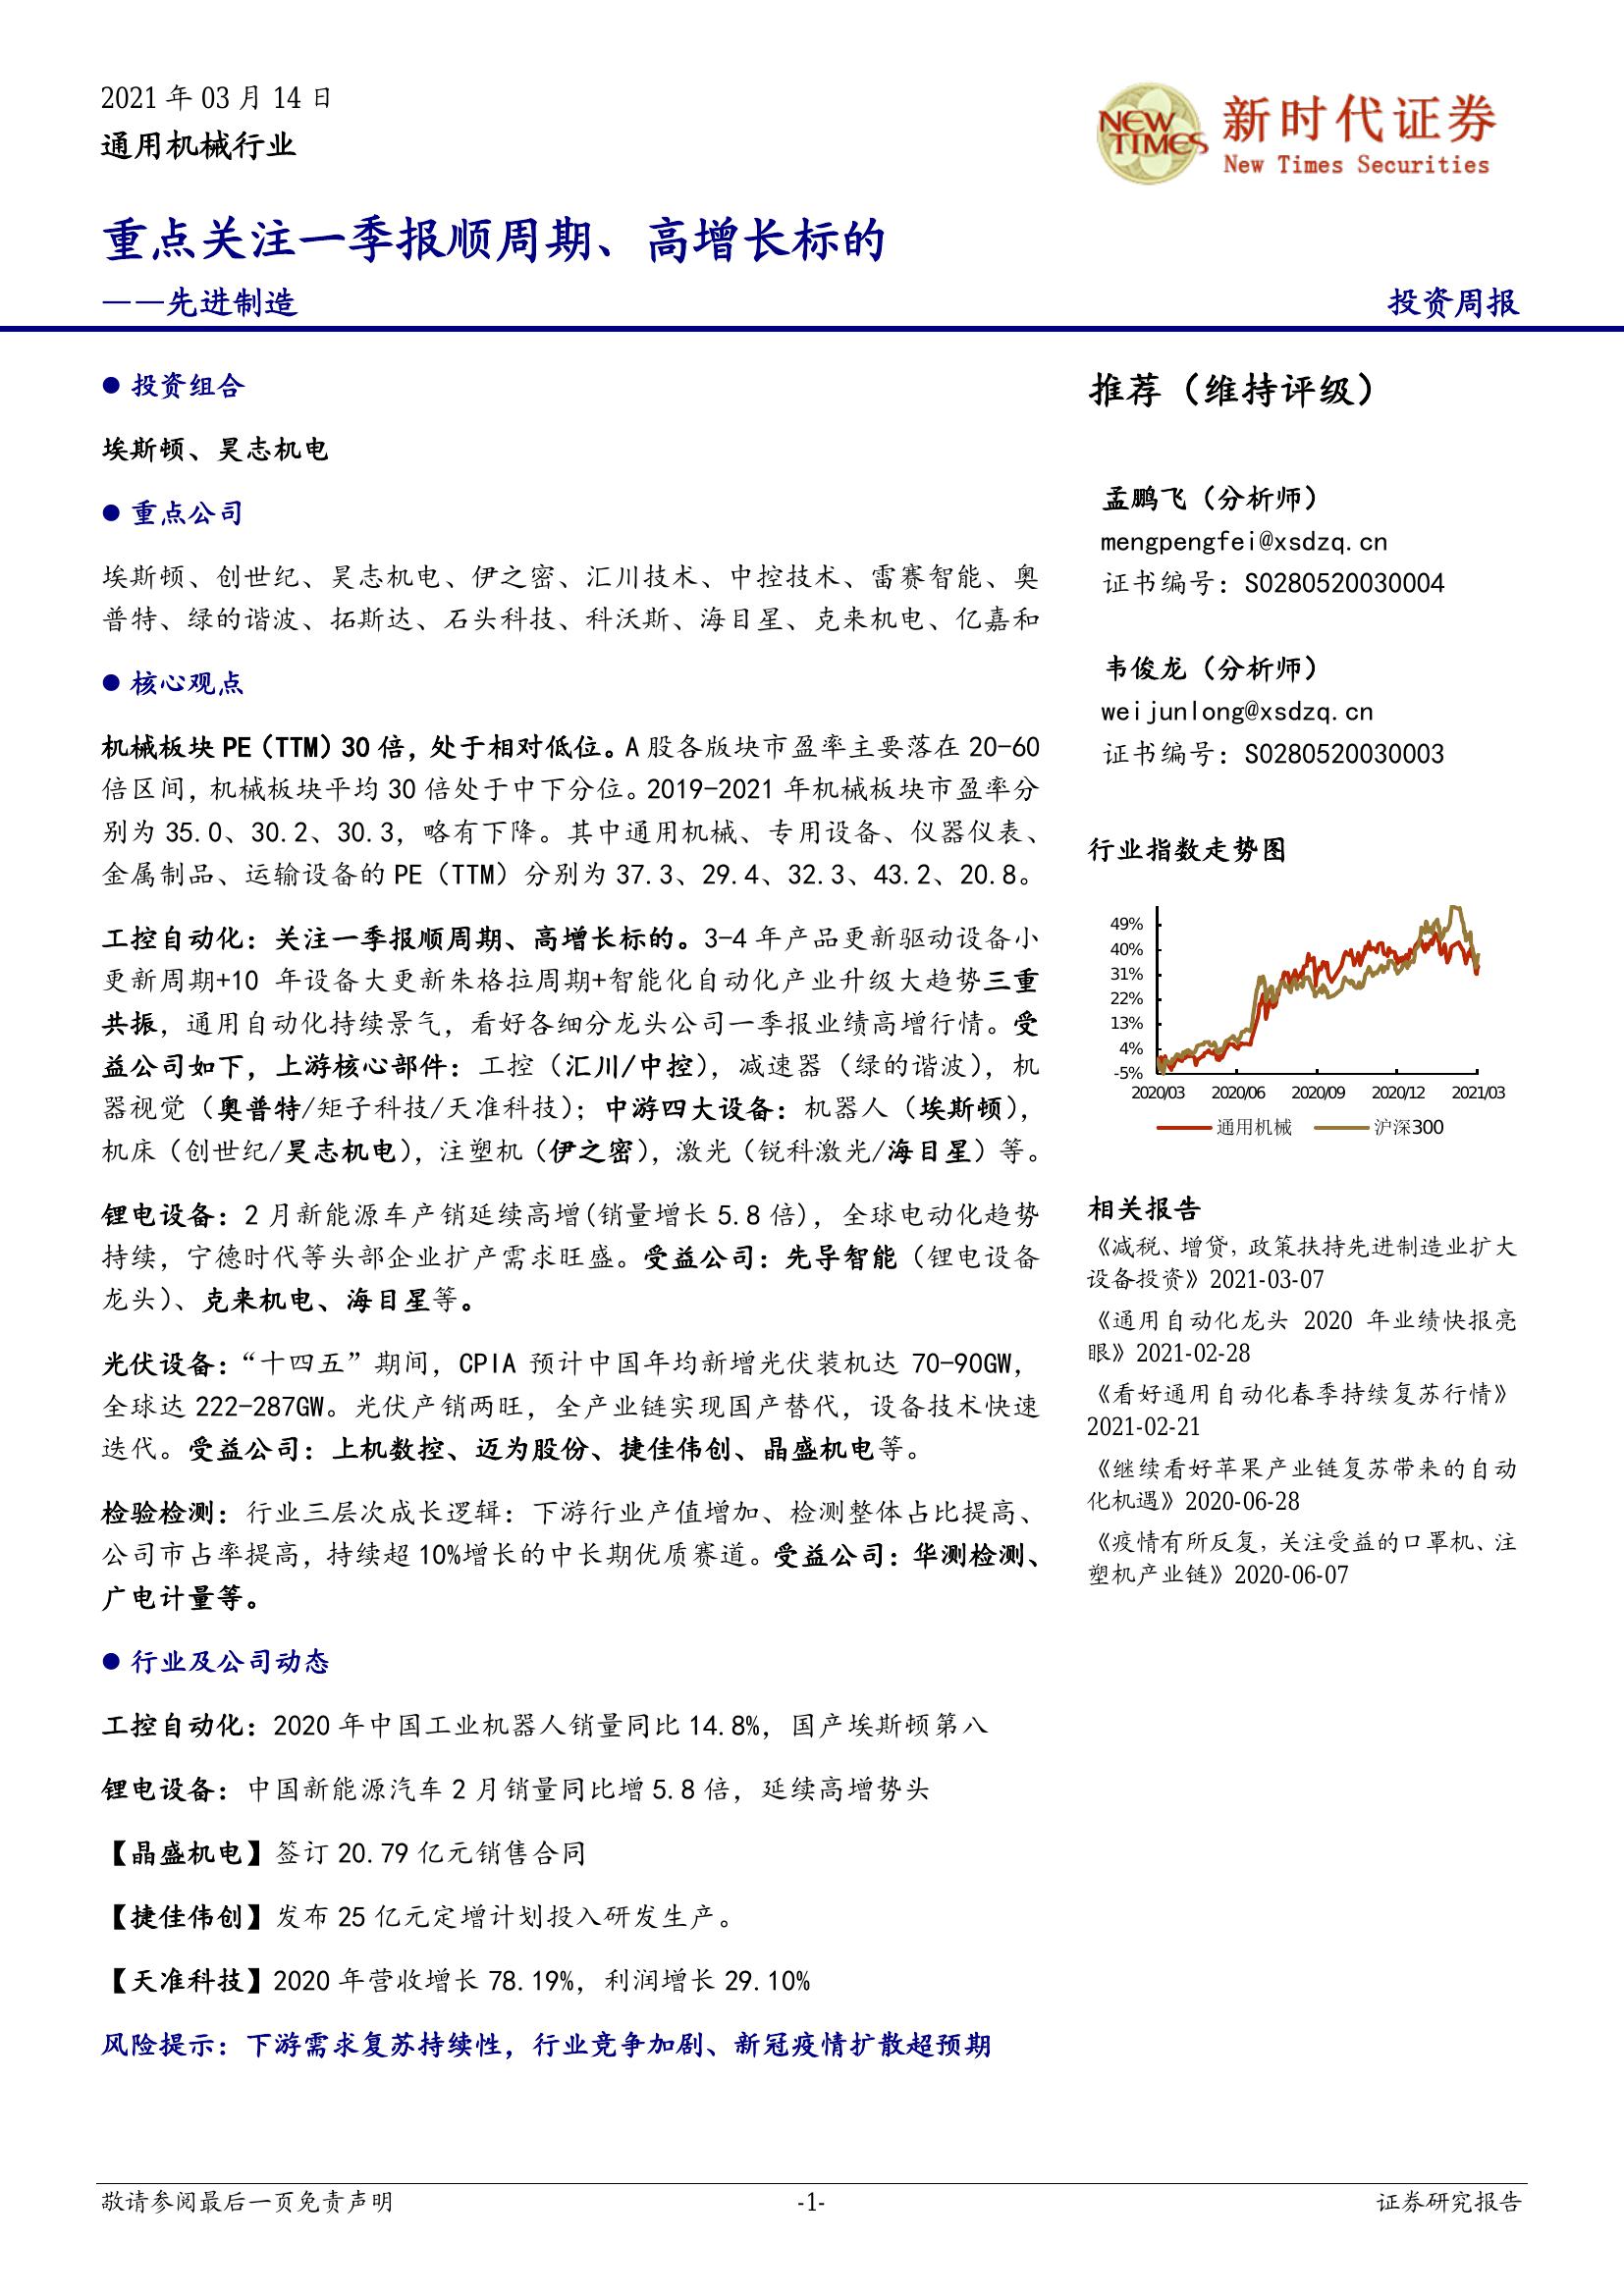 2021 年 03 月 14 日
通用机械行业
NEW TIMES
新时代证券
New Times Securities
重点关注一季报顺周期、高增长标的
——先进制造
投资周报
● 投资组合
埃斯顿、昊志机电
● 重点公司
埃斯顿、创世纪、昊志机电、伊之密、汇川技术、中控技术、雷赛智能、奥
普特、绿的谐波、拓斯达、石头科技、科沃斯、海目星、克来机电、亿嘉和
● 核心观点
机械板块 PE（TTM）30 倍，处于相对低位。A 股各版块市盈率主要落在 20-60
倍区间，机械板块平均 30 倍处于中下分位。2019-2021 年机械板块市盈率分
别为 35.0、30.2、30.3，略有下降。其中通用机械、专用设备、仪器仪表、
金属制品、运输设备的 PE（TTM）分别为 37.3、29.4、32.3、43.2、20.8。
工控自动化：关注一季报顺周期、高增长标的。3-4 年产品更新驱动设备小
更新周期+10 年设备大更新朱格拉周期+智能化自动化产业升级大趋势三重
共振，通用自动化持续景气，看好各细分龙头公司一季报业绩高增行情。受
益公司如下，上游核心部件：工控（汇川/中控），减速器（绿的谐波），机
器视觉（奥普特/矩子科技/天准科技）；中游四大设备：机器人（埃斯顿），
机床（创世纪/昊志机电），注塑机（伊之密），激光（锐科激光/海目星）等。
锂电设备：2 月新能源车产销延续高增(销量增长 5.8 倍)，全球电动化趋势
持续，宁德时代等头部企业扩产需求旺盛。受益公司：先导智能（锂电设备
龙头）、克来机电、海目星等。
光伏设备：“十四五”期间，CPIA 预计中国年均新增光伏装机达 70-90GW，
全球达 222-287GW。光伏产销两旺，全产业链实现国产替代，设备技术快速
迭代。受益公司：上机数控、迈为股份、捷佳伟创、晶盛机电等。
检验检测：行业三层次成长逻辑：下游行业产值增加、检测整体占比提高、
公司市占率提高，持续超 10%增长的中长期优质赛道。受益公司：华测检测、
广电计量等。
● 行业及公司动态
工控自动化：2020 年中国工业机器人销量同比 14.8%，国产埃斯顿第八
锂电设备：中国新能源汽车 2 月销量同比增 5.8 倍，延续高增势头
【晶盛机电】签订 20.79 亿元销售合同
【捷佳伟创】发布 25 亿元定增计划投入研发生产。
【天准科技】2020 年营收增长 78.19%，利润增长 29.10%
风险提示：下游需求复苏持续性，行业竞争加剧、新冠疫情扩散超预期
推荐（维持评级）
孟鹏飞（分析师）
mengpengfei@xsdzq.cn
证书编号：S0280520030004
韦俊龙（分析师）
weijunlong@xsdzq.cn
证书编号：S0280520030003
行业指数走势图
49%
40%
31%
22%
13%
4%
-5%
2020/03 2020/06 2020/09 2020/12 2021/03
通用机械 沪深300
相关报告
《减税、增贷，政策扶持先进制造业扩大
设备投资》2021-03-07
《通用自动化龙头 2020 年业绩快报亮
眼》2021-02-28
《看好通用自动化春季持续复苏行情》
2021-02-21
《继续看好苹果产业链复苏带来的自动
化机遇》2020-06-28
《疫情有所反复，关注受益的口罩机、注
塑机产业链》2020-06-07
敬请参阅最后一页免责声明
-1-
证券研究报告